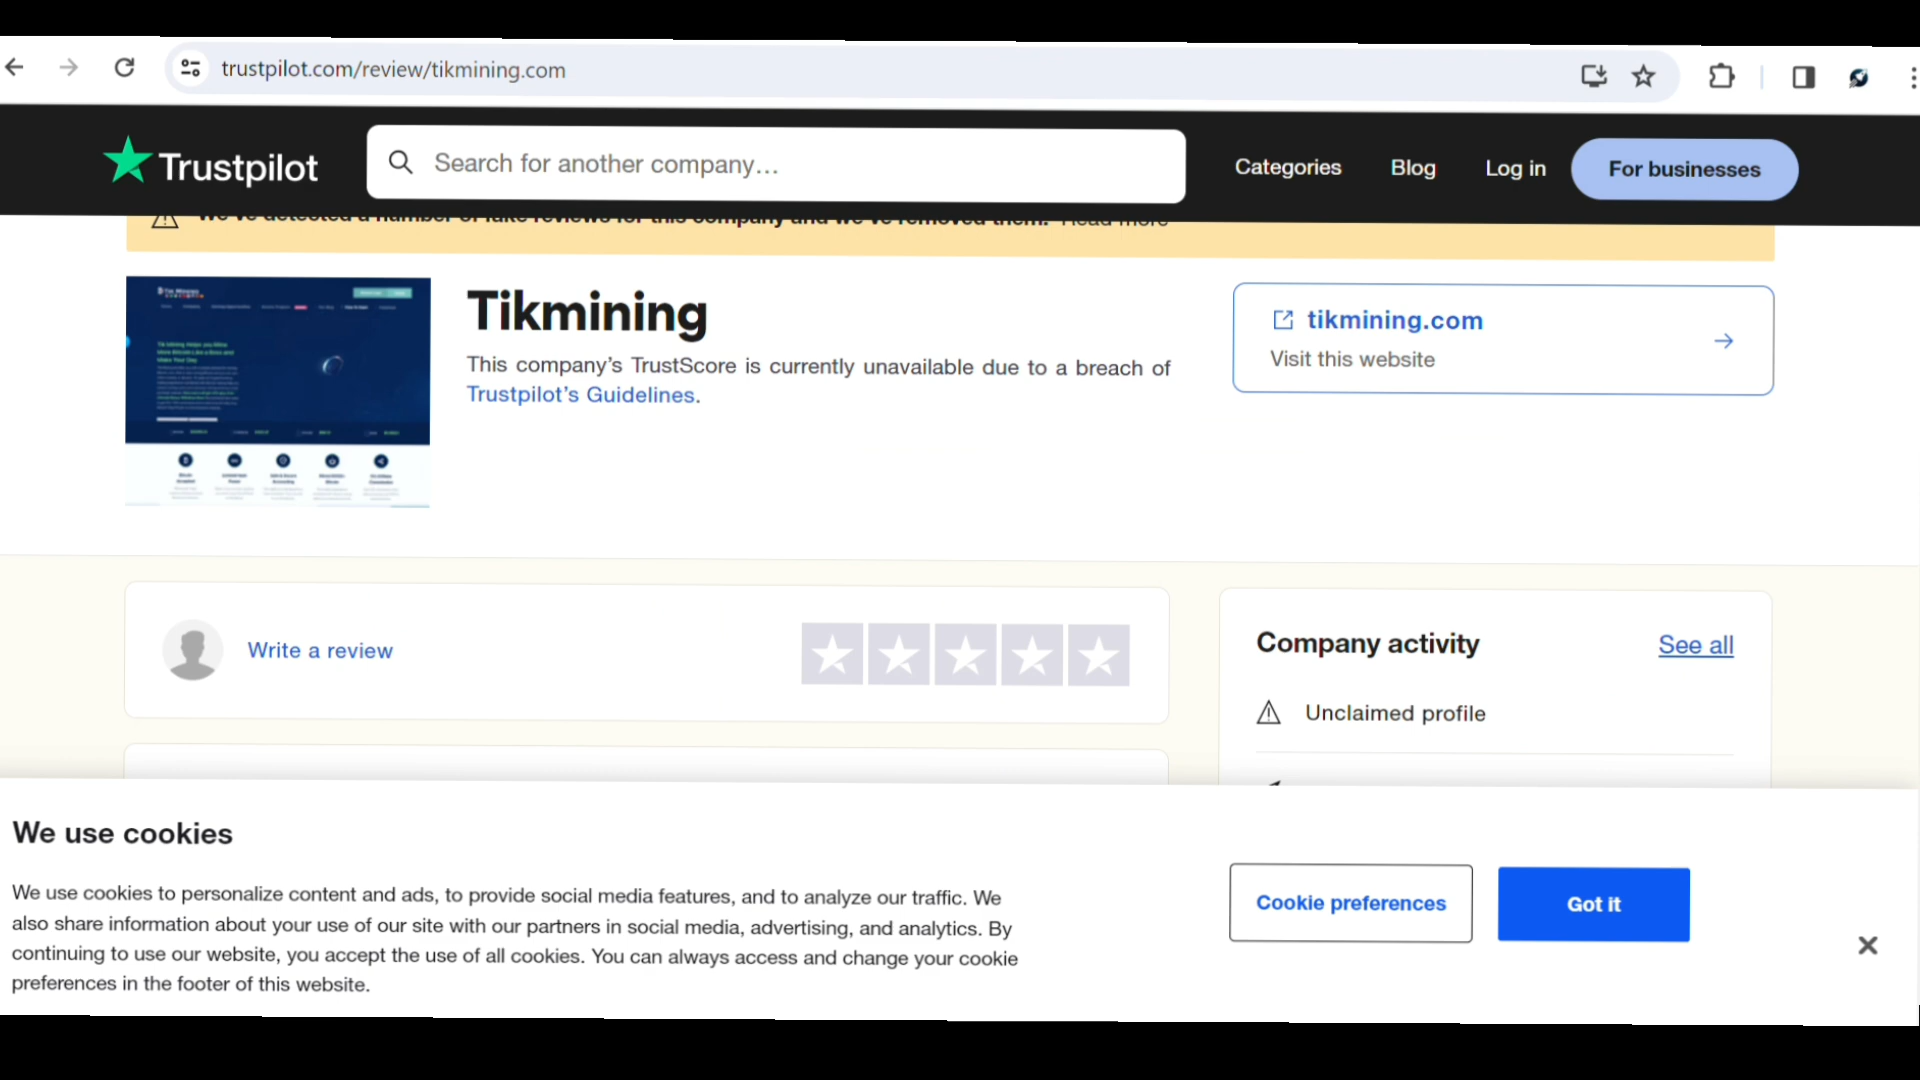 trustpilot.com/review/tikmining.com
Trustpilot
Search for another company...
Categories
Blog
Log in
For businesses
We've detected a number of fake reviews for this company and we've removed them. Read more
Tikmining
This company's TrustScore is currently unavailable due to a breach of
Trustpilot's Guidelines.
tikmining.com
Visit this website
Write a review
Company activity
See all
Unclaimed profile
We use cookies
We use cookies to personalize content and ads, to provide social media features, and to analyze our traffic. We
also share information about your use of our site with our partners in social media, advertising, and analytics. By
continuing to use our website, you accept the use of all cookies. You can always access and change your cookie
preferences in the footer of this website.
Cookie preferences
Got it